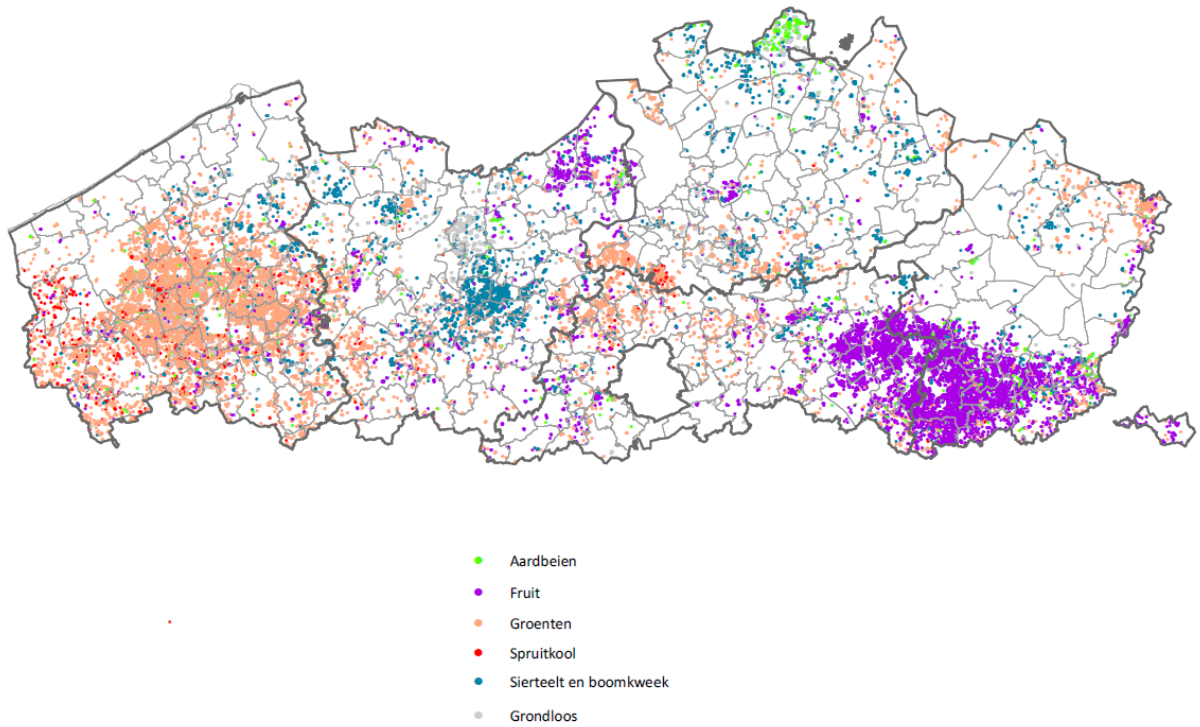 Aardbeien
Fruit
Groenten
Spruitkool
Sierteelt en boomkweek
Grondloos